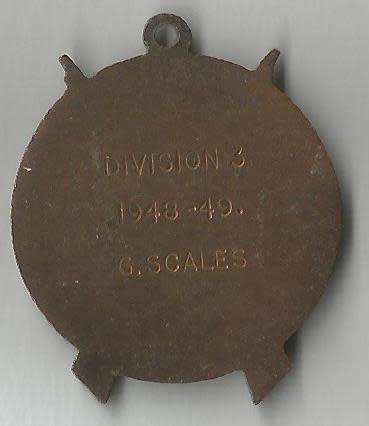 DIVISION 3
1948-49.
G. SCALES